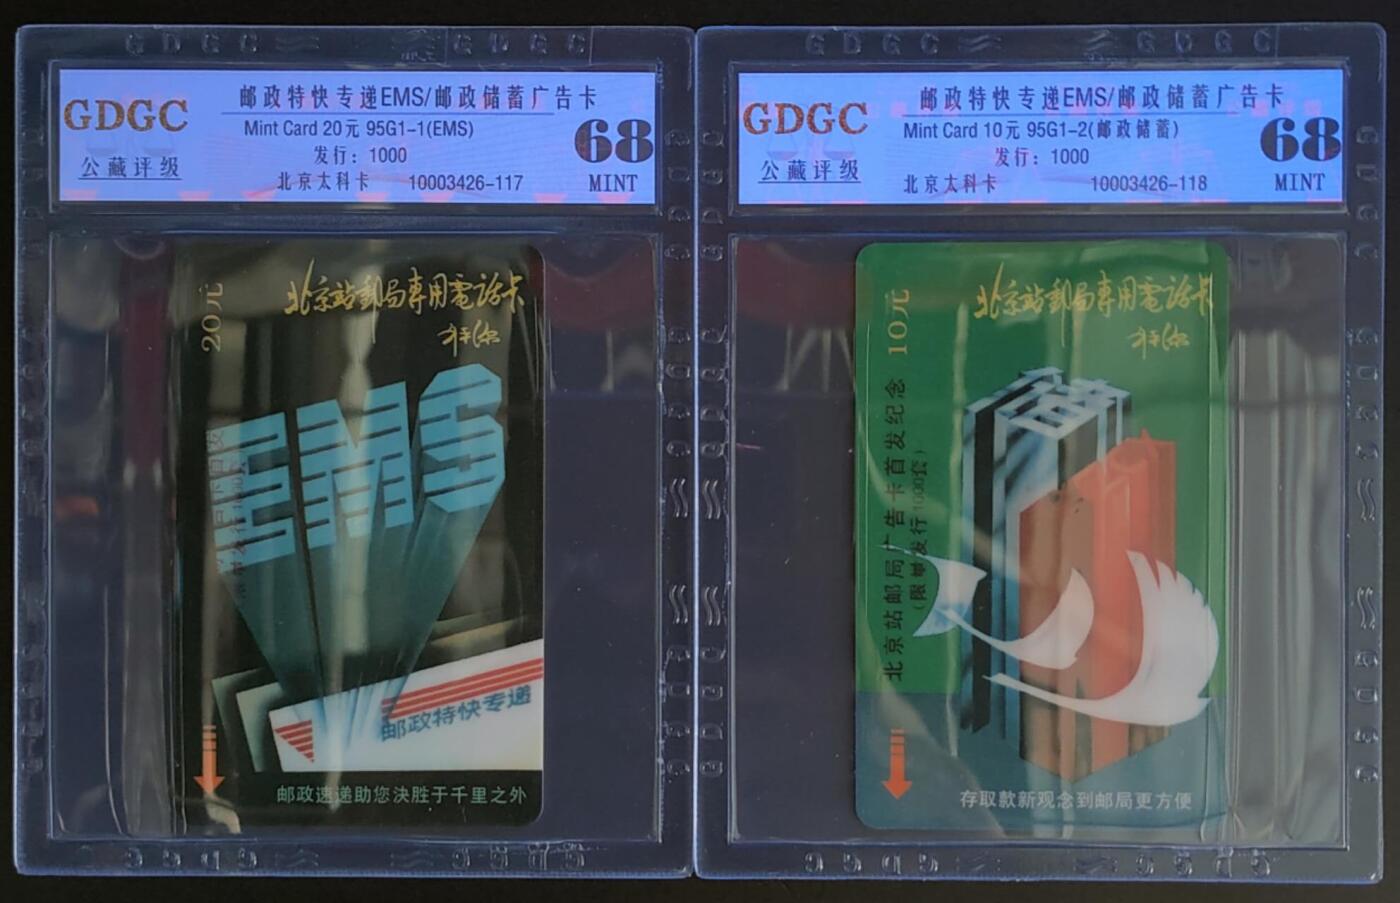 GDGC
公藏评级
邮政特快专递EMS/邮政储蓄广告卡
Mint Card 20元 95G1-1(EMS)
发行：1000
北京太科卡 10003426-117
68
MINT
GDGC
公藏评级
邮政特快专递EMS/邮政储蓄广告卡
Mint Card 10元 95G1-2(邮政储蓄)
发行：1000
北京太科卡 10003426-118
68
MINT
北京站郵局専用電话卡
20元
EMS
邮政特快专递
邮政速递助您决胜于千里之外
北京站郵局専用電话卡
10元
北京站邮局广告卡首发纪念
（限量发行1000套）
存取款新观念到邮局更方便